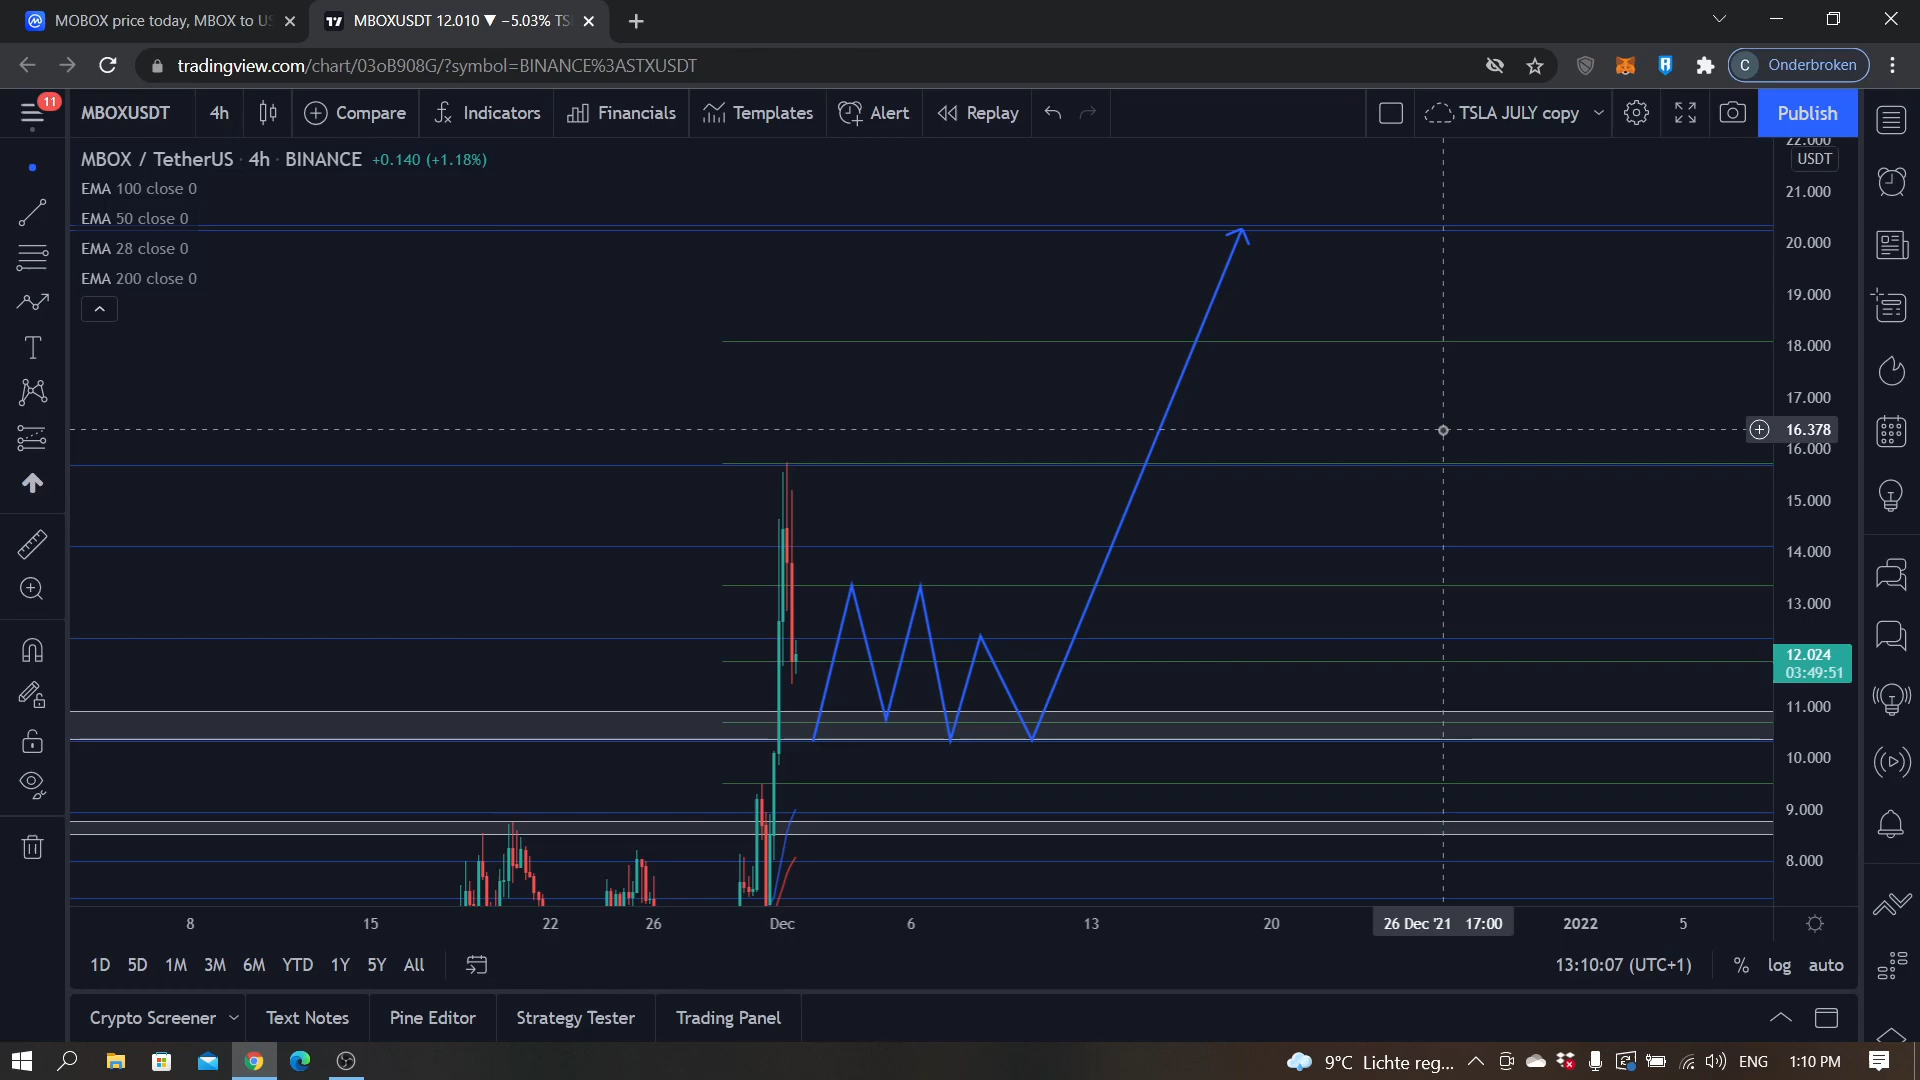 MOBOX price today, MBOX to US
MBOXUSDT 12.010 ▼ −5.03% TS
tradingview.com/chart/03oB908G/?symbol=BINANCE%3ASTXUSDT
C Onderbroken
11
MBOXUSDT 4h Compare Indicators Financials Templates Alert Replay TSLA JULY copy Publish
MBOX / TetherUS · 4h · BINANCE +0.140 (+1.18%)
EMA 100 close 0
EMA 50 close 0
EMA 28 close 0
EMA 200 close 0
22.000
USDT
21.000
20.000
19.000
18.000
17.000
16.378
16.000
15.000
14.000
13.000
12.024
03:49:51
11.000
10.000
9.000
8.000
8 15 22 26 Dec 6 13 20 26 Dec '21 17:00 2022 5
1D 5D 1M 3M 6M YTD 1Y 5Y All 13:10:07 (UTC+1) % log auto
Crypto Screener Text Notes Pine Editor Strategy Tester Trading Panel
9°C Lichte reg... ENG 1:10 PM